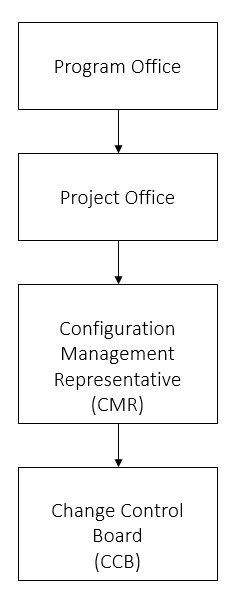 Program Office
Project Office
Configuration
Management
Representative
(CMR)
Change Control
Board
(CCB)